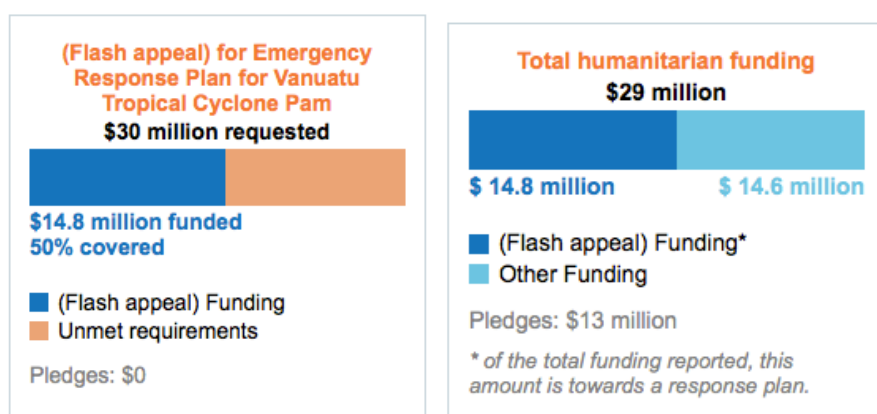 (Flash appeal) for Emergency
Response Plan for Vanuatu
Tropical Cyclone Pam
$30 million requested
$14.8 million funded
50% covered
(Flash appeal) Funding
Unmet requirements
Pledges: $0
Total humanitarian funding
$29 million
$ 14.8 million
$ 14.6 million
(Flash appeal) Funding*
Other Funding
Pledges: $13 million
* of the total funding reported, this
amount is towards a response plan.